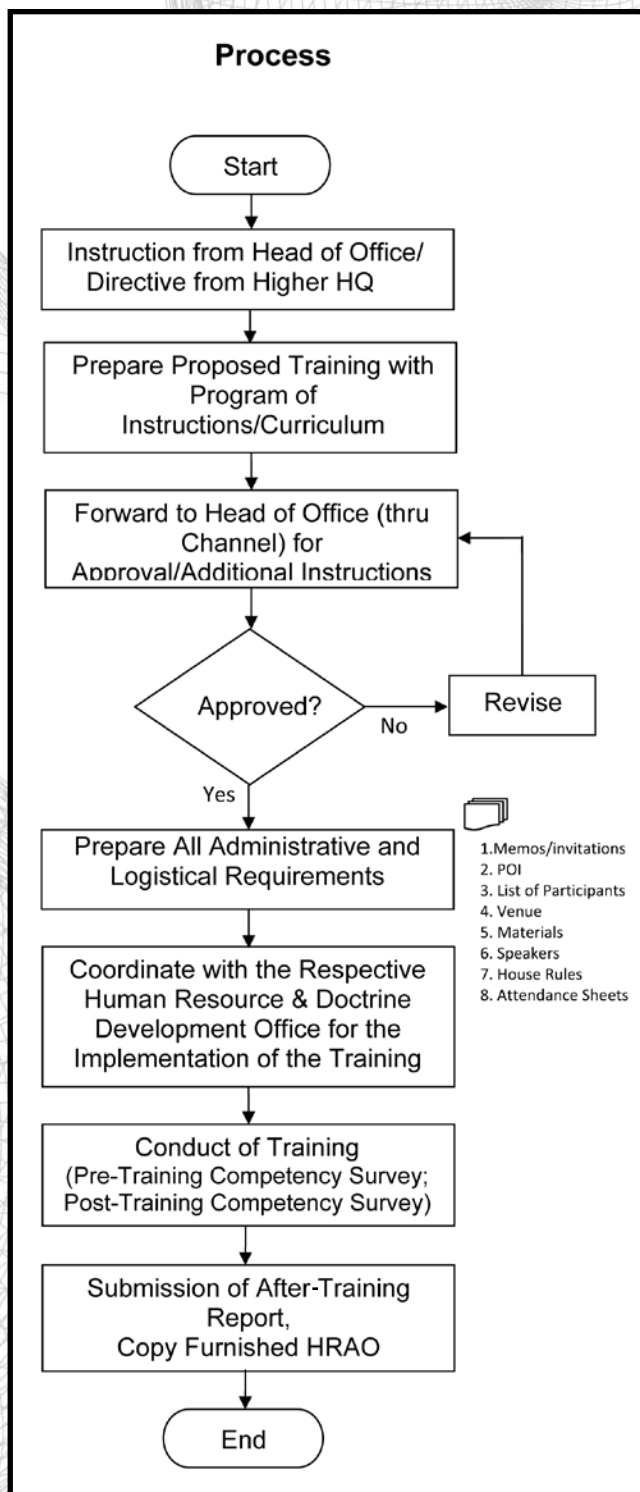 Process
Start
Instruction from Head of Office/
Directive from Higher HQ
Prepare Proposed Training with
Program of
Instructions/Curriculum
Forward to Head of Office (thru
Channel) for
Approval/Additional Instructions
Approved?
No
Revise
Yes
Prepare All Administrative and
Logistical Requirements
1.Memos/invitations
2. POI
3. List of Participants
4. Venue
5. Materials
6. Speakers
7. House Rules
8. Attendance Sheets
Coordinate with the Respective
Human Resource & Doctrine
Development Office for the
Implementation of the Training
Conduct of Training
(Pre-Training Competency Survey;
Post-Training Competency Survey)
Submission of After-Training
Report,
Copy Furnished HRAO
End